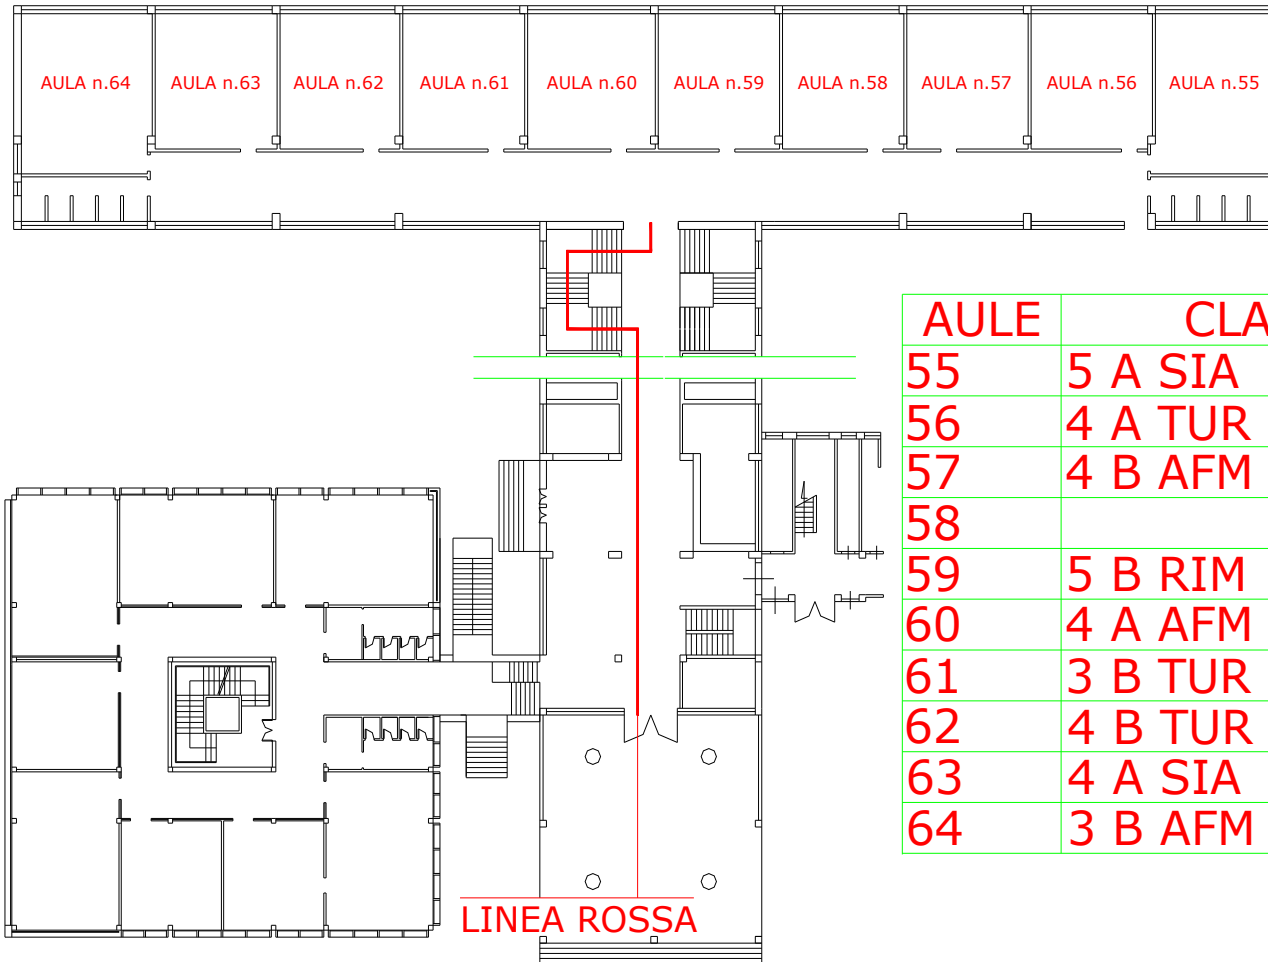 AULA n.64 AULA n.63 AULA n.62 AULA n.61 AULA n.60 AULA n.59 AULA n.58 AULA n.57 AULA n.56 AULA n.55
AULE CLA
55 5 A SIA
56 4 A TUR
57 4 B AFM
58
59 5 B RIM
60 4 A AFM
61 3 B TUR
62 4 B TUR
63 4 A SIA
64 3 B AFM
LINEA ROSSA